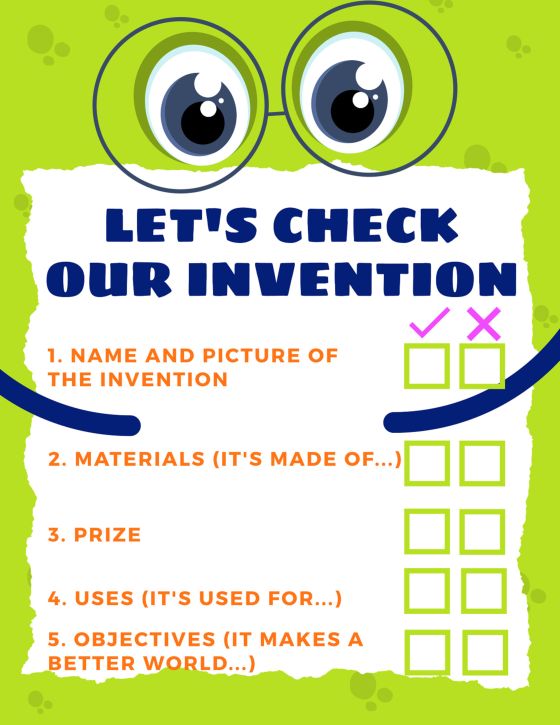 LET'S CHECK
OUR INVENTION
1. NAME AND PICTURE OF
THE INVENTION
2. MATERIALS (IT'S MADE OF...)
3. PRIZE
4. USES (IT'S USED FOR...)
5. OBJECTIVES (IT MAKES A
BETTER WORLD...)